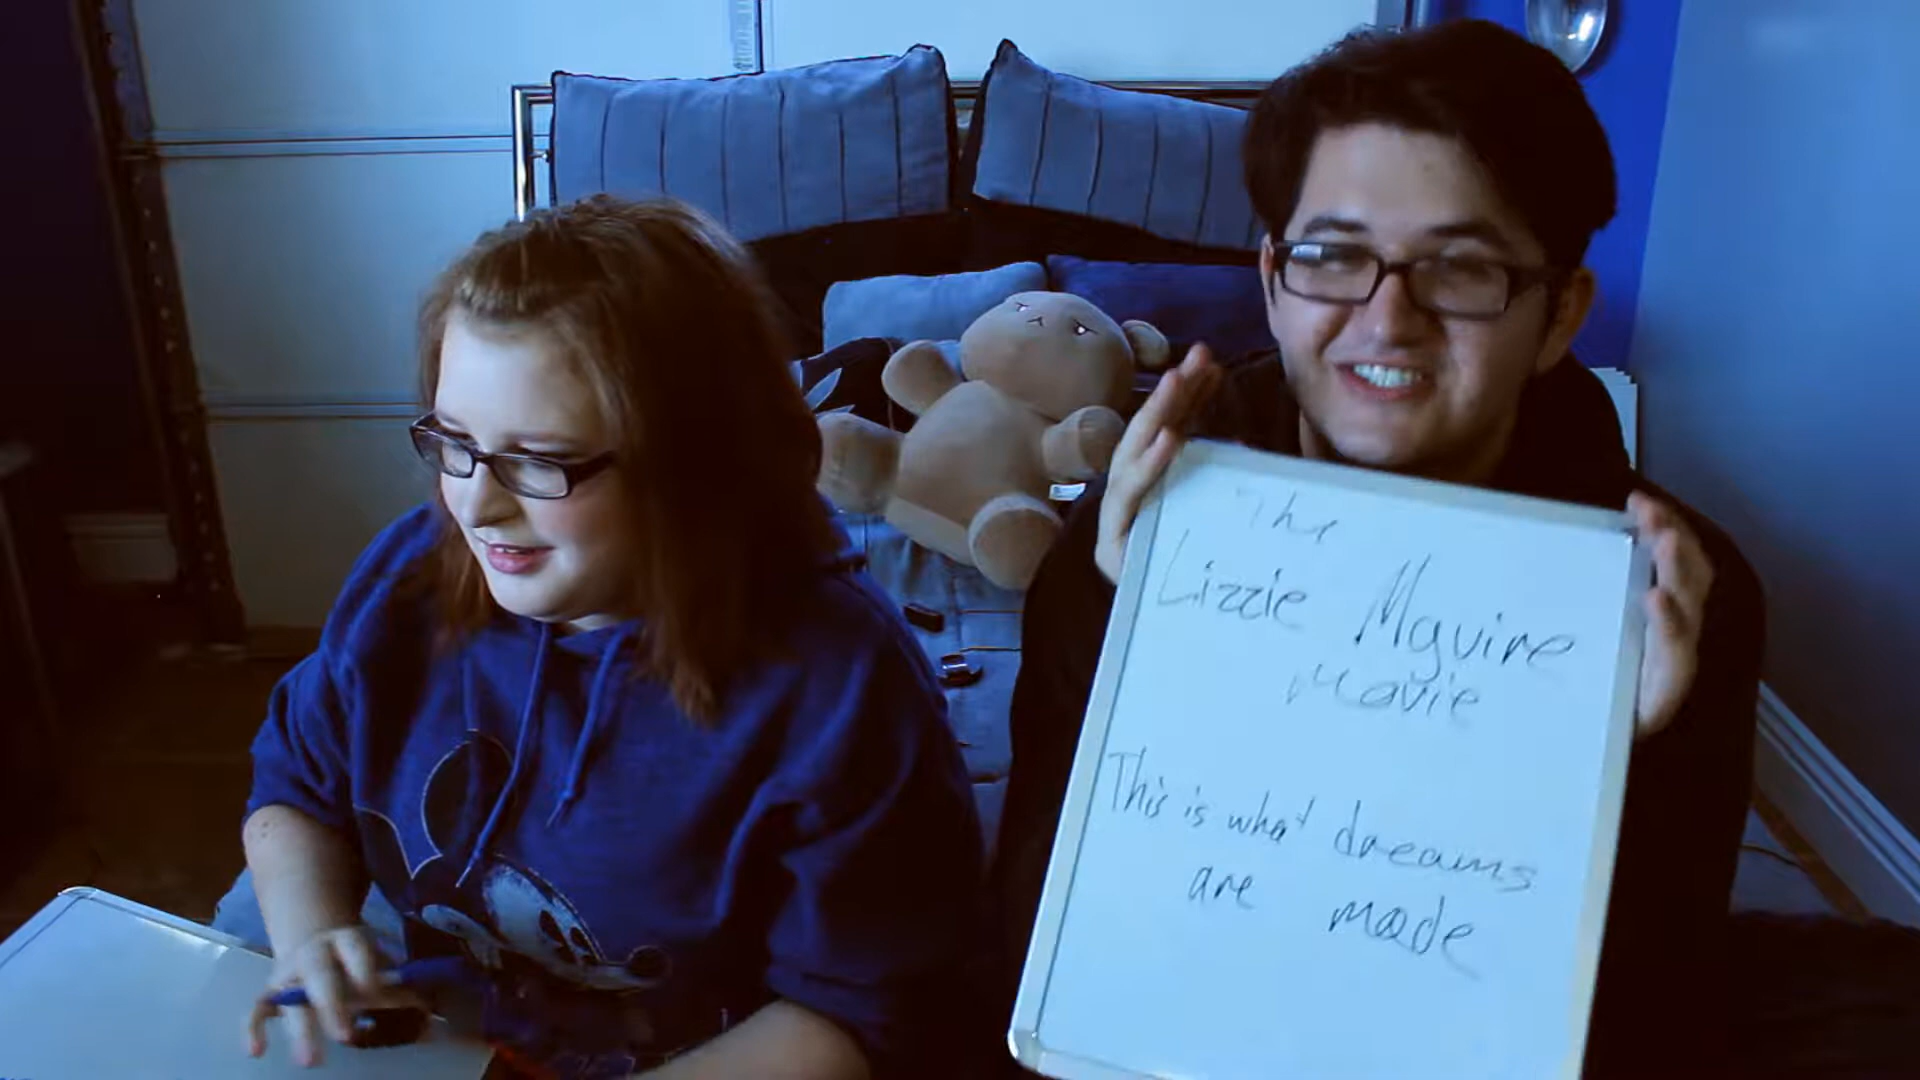 The
Lizzie Mguire
Movie
This is what dreams
are made